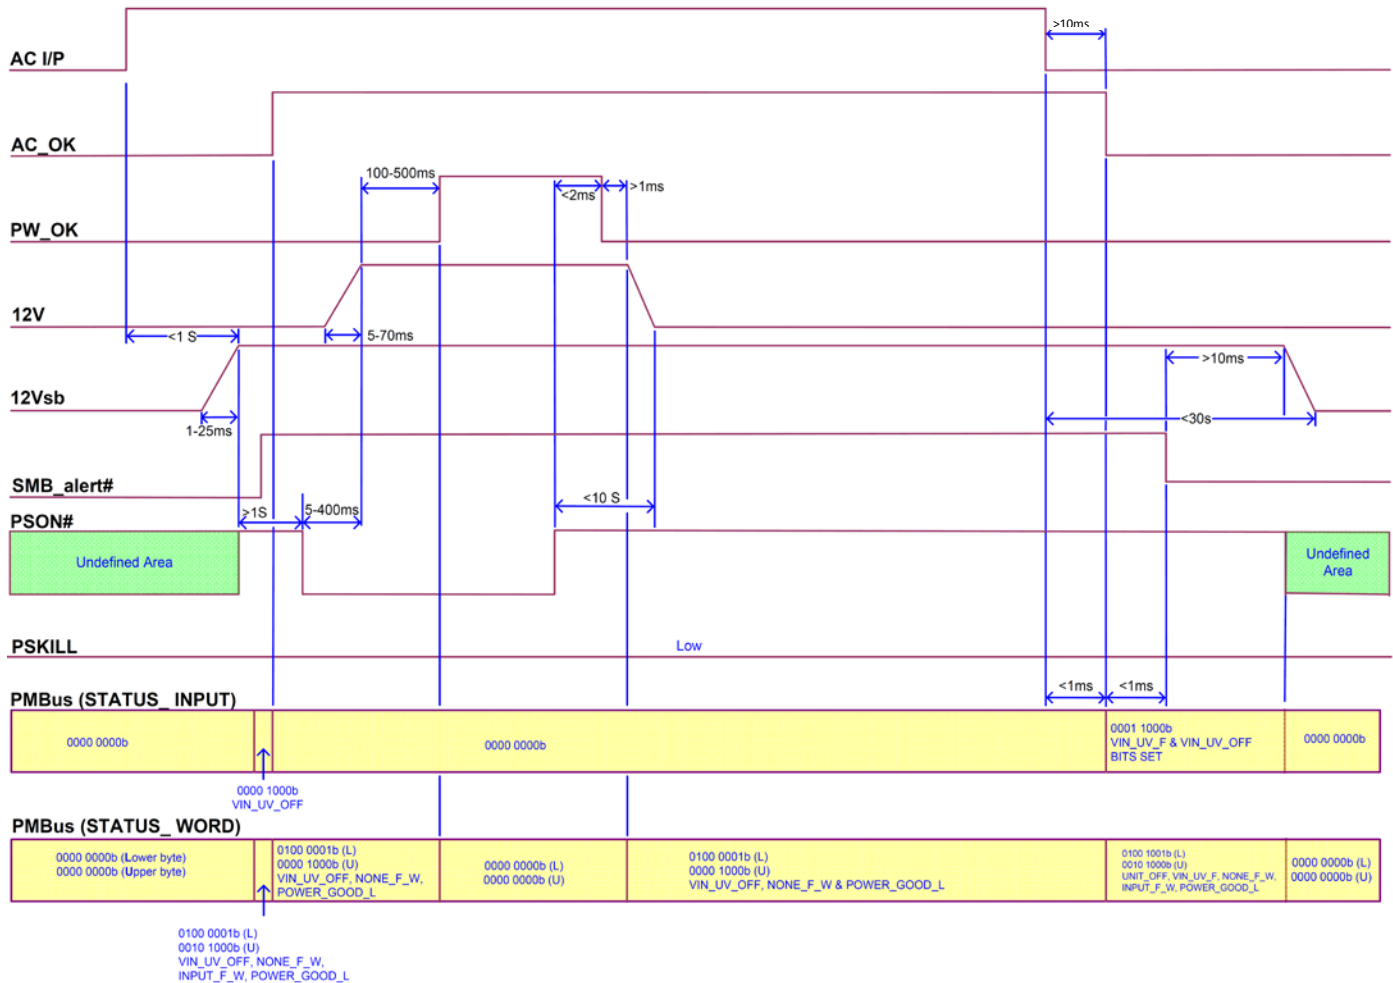 >10ms
AC I/P
AC_OK
100-500ms
<2ms
>1ms
PW_OK
12V
<1 S
5-70ms
>10ms
12Vsb
1-25ms
<30s
SMB_alert#
<10 S
>1S
5-400ms
PSON#
Undefined Area
Undefined
Area
PSKILL
Low
<1ms
<1ms
PMBus (STATUS_ INPUT)
0000 0000b
0000 0000b
0001 1000b
VIN_UV_F & VIN_UV_OFF
BITS SET
0000 0000b
0000 1000b
VIN_UV_OFF
PMBus (STATUS_ WORD)
0000 0000b (Lower byte)
0000 0000b (Upper byte)
0100 0001b (L)
0000 1000b (U)
VIN_UV_OFF, NONE_F_W,
POWER_GOOD_L
0000 0000b (L)
0000 0000b (U)
0100 0001b (L)
0000 1000b (U)
VIN_UV_OFF, NONE_F_W & POWER_GOOD_L
0100 1001b (L)
0010 1000b (U)
UNIT_OFF, VIN_UV_F, NONE_F_W,
INPUT_F_W, POWER_GOOD_L
0000 0000b (L)
0000 0000b (U)
0100 0001b (L)
0010 1000b (U)
VIN_UV_OFF, NONE_F_W,
INPUT_F_W, POWER_GOOD_L